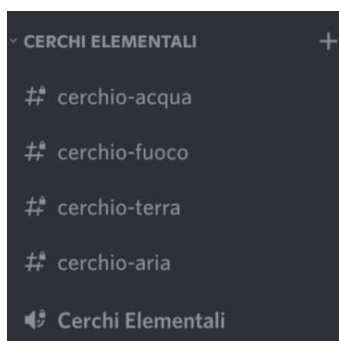 CERCHI ELEMENTALI
cerchio-acqua
cerchio-fuoco
cerchio-terra
cerchio-aria
Cerchi Elementali